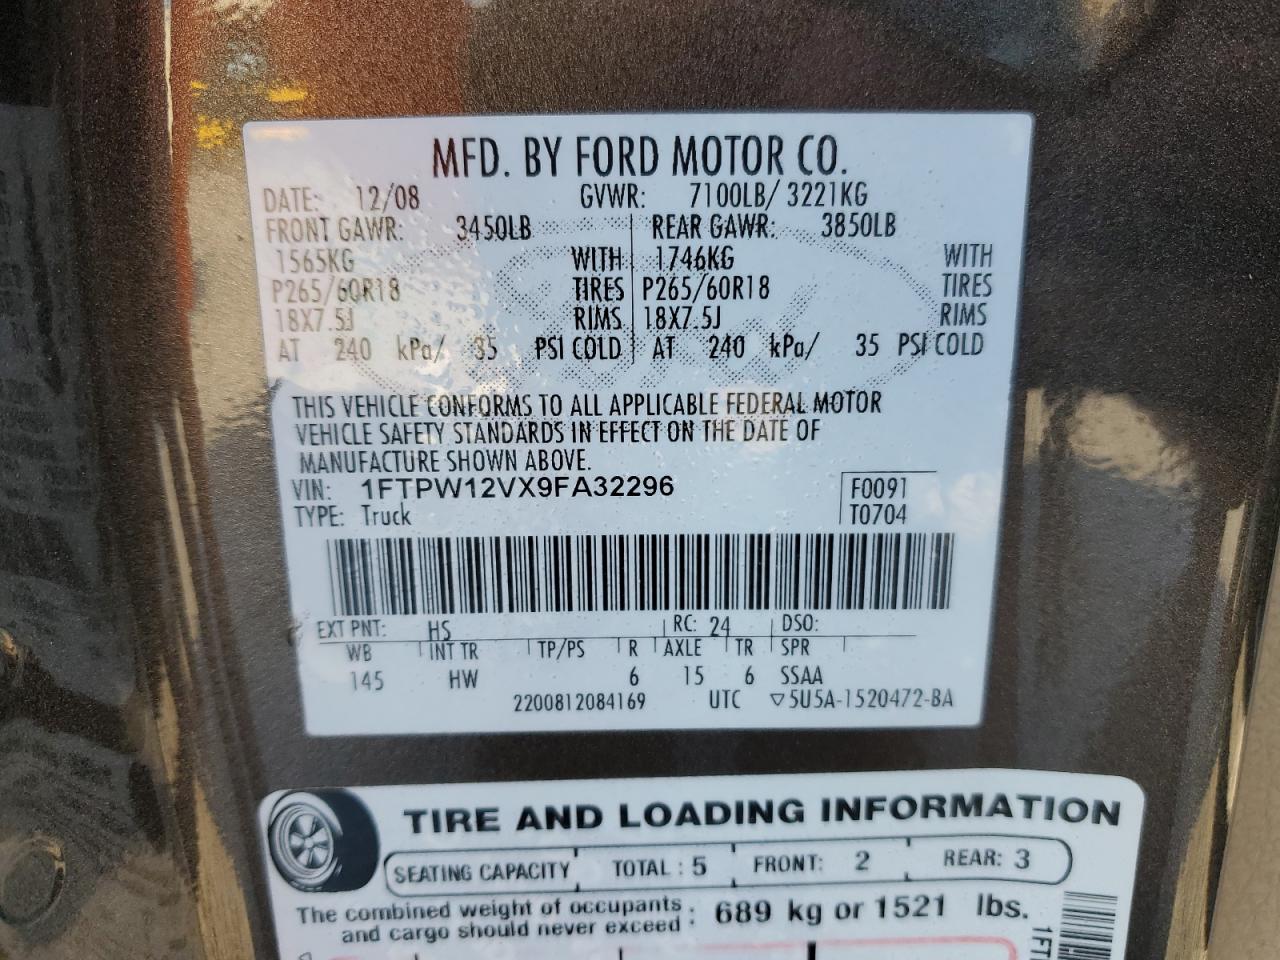 MFD. BY FORD MOTOR CO.
DATE: 12/08 GVWR: 7100LB/ 3221KG
FRONT GAWR: 3450LB REAR GAWR: 3850LB
1565KG WITH 1746KG WITH
P265/60R18 TIRES P265/60R18 TIRES
18X7.5J RIMS 18X7.5J RIMS
AT 240 kPa/ 35 PSI COLD AT 240 kPa/ 35 PSI COLD
THIS VEHICLE CONFORMS TO ALL APPLICABLE FEDERAL MOTOR
VEHICLE SAFETY STANDARDS IN EFFECT ON THE DATE OF
MANUFACTURE SHOWN ABOVE.
VIN: 1FTPW12VX9FA32296 F0091
TYPE: Truck T0704
EXT PNT: HS RC: 24 DSO:
WB INT TR TP/PS R AXLE TR SPR
145 HW 6 15 6 SSAA
2200812084169 UTC ▽5U5A-1520472-BA
TIRE AND LOADING INFORMATION
SEATING CAPACITY TOTAL : 5 FRONT: 2 REAR: 3
The combined weight of occupants
and cargo should never exceed : 689 kg or 1521 lbs.